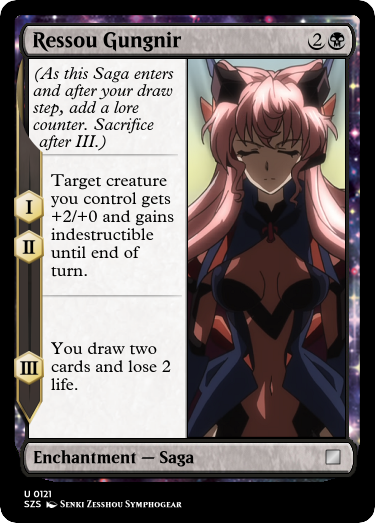 Ressou Gungnir 2
(As this Saga enters
and after your draw
step, add a lore
counter. Sacrifice
after III.)
I
II
Target creature
you control gets
+2/+0 and gains
indestructible
until end of
turn.
III
You draw two
cards and lose 2
life.
Enchantment — Saga
U 0121
SZS Senki Zesshou Symphogear